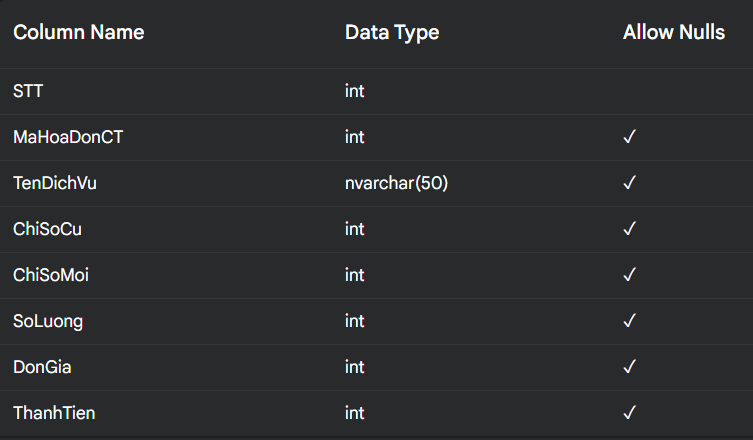 Column Name Data Type Allow Nulls
STT int
MaHoaDonCT int ✓
TenDichVu nvarchar(50) ✓
ChiSoCu int ✓
ChiSoMoi int ✓
SoLuong int ✓
DonGia int ✓
ThanhTien int ✓